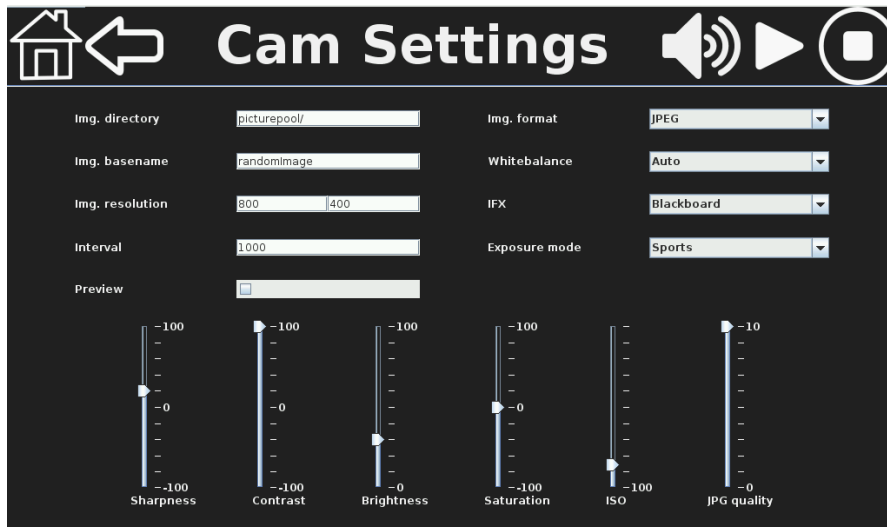 Cam Settings
Img. directory picturepool/ Img. format JPEG
Img. basename randomImage Whitebalance Auto
Img. resolution 800 400 IFX Blackboard
Interval 1000 Exposure mode Sports
Preview
100 100 100 100 10
0 0 0
-100 -100 0 -100 100 0
Sharpness Contrast Brightness Saturation ISO JPG quality